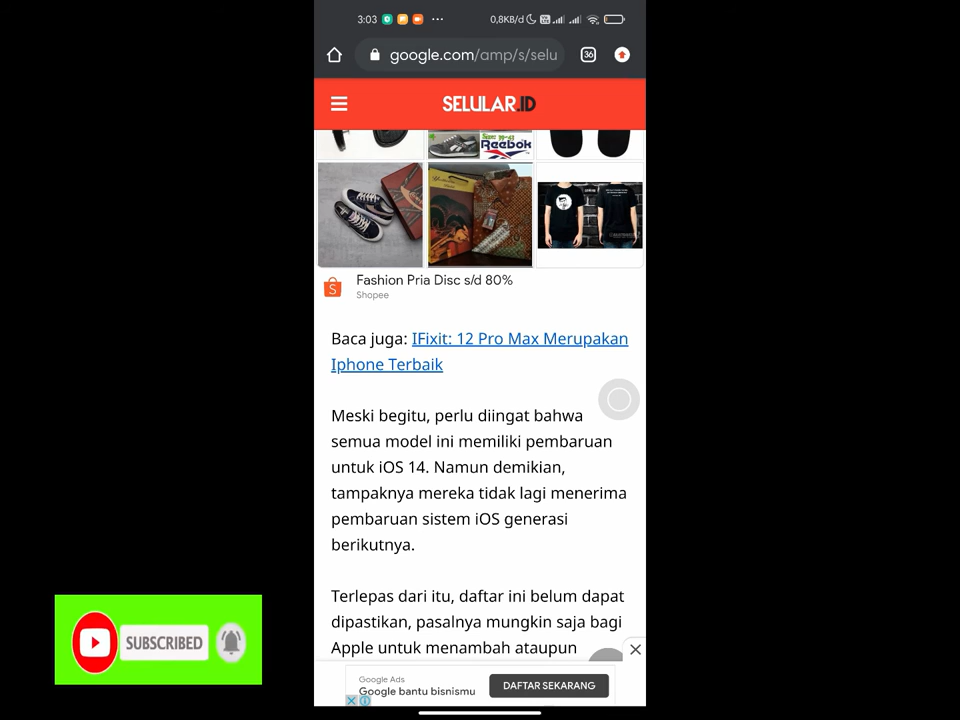 3:03
0,8KB/d
google.com/amp/s/selu
36
SELULAR.ID
Reebok
Fashion Pria Disc s/d 80%
Shopee
Baca juga: IFixit: 12 Pro Max Merupakan
Iphone Terbaik
Meski begitu, perlu diingat bahwa
semua model ini memiliki pembaruan
untuk iOS 14. Namun demikian,
tampaknya mereka tidak lagi menerima
pembaruan sistem iOS generasi
berikutnya.
Terlepas dari itu, daftar ini belum dapat
dipastikan, pasalnya mungkin saja bagi
Apple untuk menambah ataupun
SUBSCRIBED
Google Ads
Google bantu bisnismu
DAFTAR SEKARANG